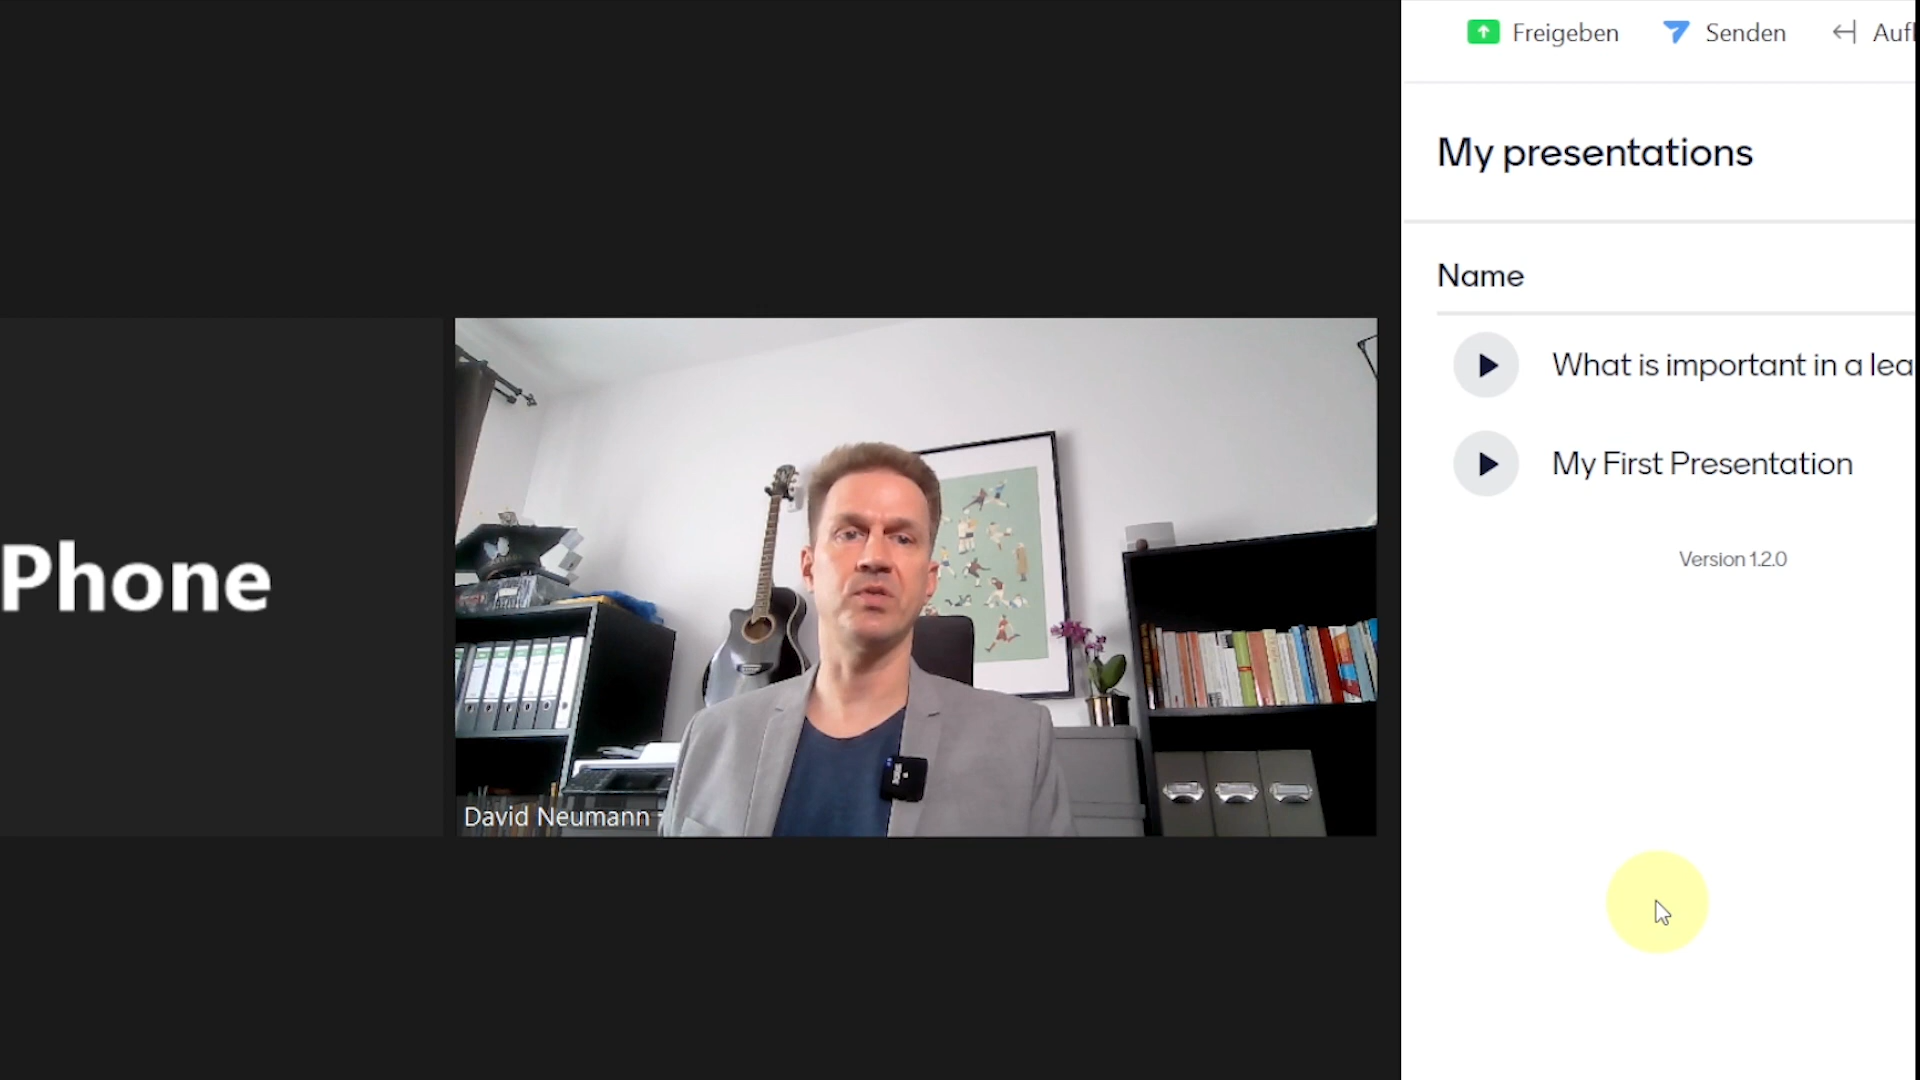 Phone
David Neumann
Freigeben Senden
My presentations
Name
What is important in a
My First Presentation
Version 1.2.0